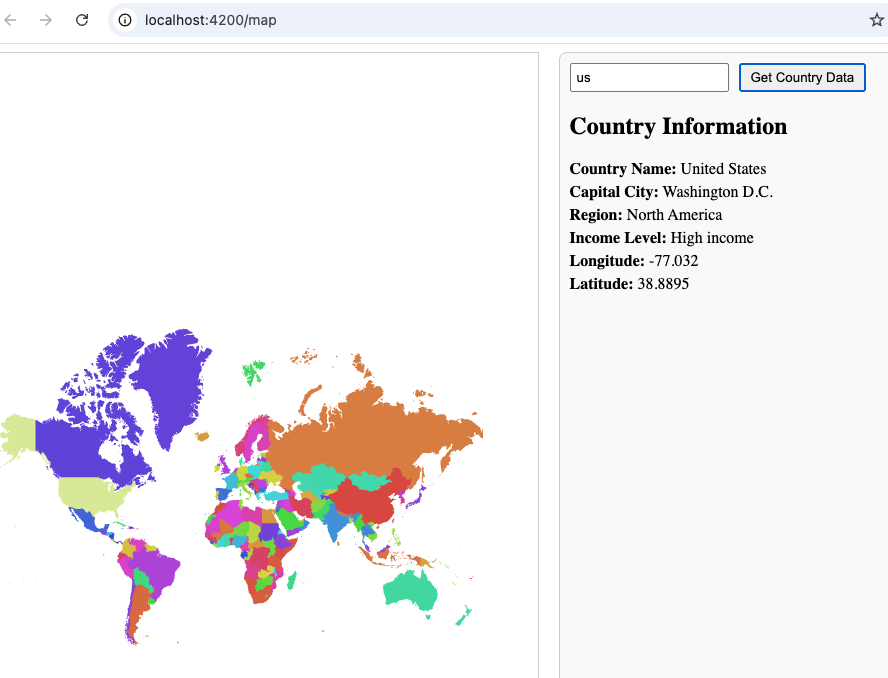 localhost:4200/map
us
Get Country Data
Country Information
Country Name: United States
Capital City: Washington D.C.
Region: North America
Income Level: High income
Longitude: -77.032
Latitude: 38.8895